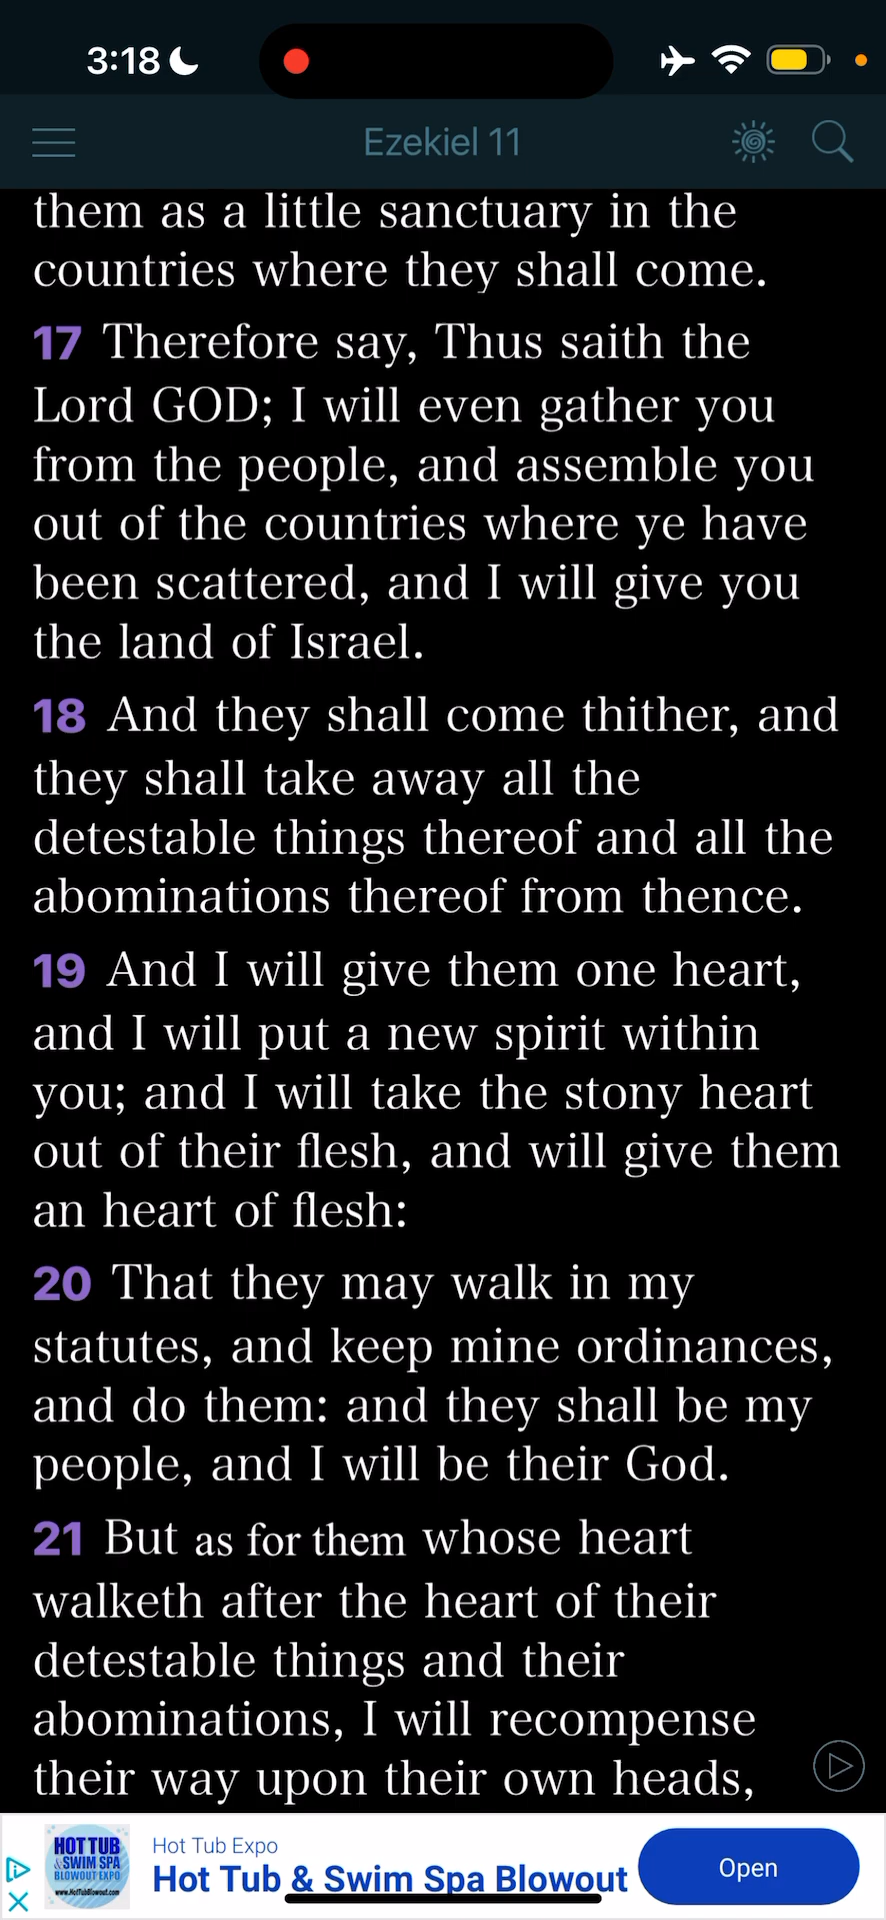 3:18
Ezekiel 11
them as a little sanctuary in the
countries where they shall come.
17 Therefore say, Thus saith the
Lord GOD; I will even gather you
from the people, and assemble you
out of the countries where ye have
been scattered, and I will give you
the land of Israel.
18 And they shall come thither, and
they shall take away all the
detestable things thereof and all the
abominations thereof from thence.
19 And I will give them one heart,
and I will put a new spirit within
you; and I will take the stony heart
out of their flesh, and will give them
an heart of flesh:
20 That they may walk in my
statutes, and keep mine ordinances,
and do them: and they shall be my
people, and I will be their God.
21 But as for them whose heart
walketh after the heart of their
detestable things and their
abominations, I will recompense
their way upon their own heads,
HOT TUB
& SWIM SPA
BLOWOUT EXPO
www.HotTubBlowout.com
Hot Tub Expo
Hot Tub & Swim Spa Blowout
Open